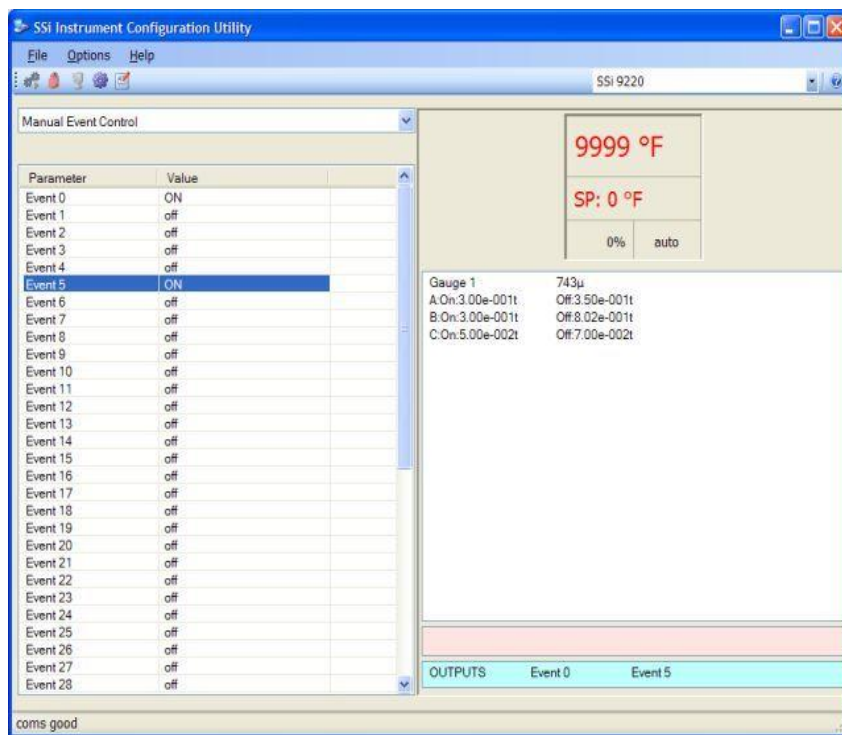 SSi Instrument Configuration Utility
File Options Help
SSi 9220
Manual Event Control
Parameter Value
Event 0 ON
Event 1 off
Event 2 off
Event 3 off
Event 4 off
Event 5 ON
Event 6 off
Event 7 off
Event 8 off
Event 9 off
Event 10 off
Event 11 off
Event 12 off
Event 13 off
Event 14 off
Event 15 off
Event 16 off
Event 17 off
Event 18 off
Event 19 off
Event 20 off
Event 21 off
Event 22 off
Event 23 off
Event 24 off
Event 25 off
Event 26 off
Event 27 off
Event 28 off
9999 °F
SP: 0 °F
0% auto
Gauge 1 743µ
A:On:3.00e-001t Off:3.50e-001t
B:On:3.00e-001t Off:8.02e-001t
C:On:5.00e-002t Off:7.00e-002t
OUTPUTS Event 0 Event 5
coms good